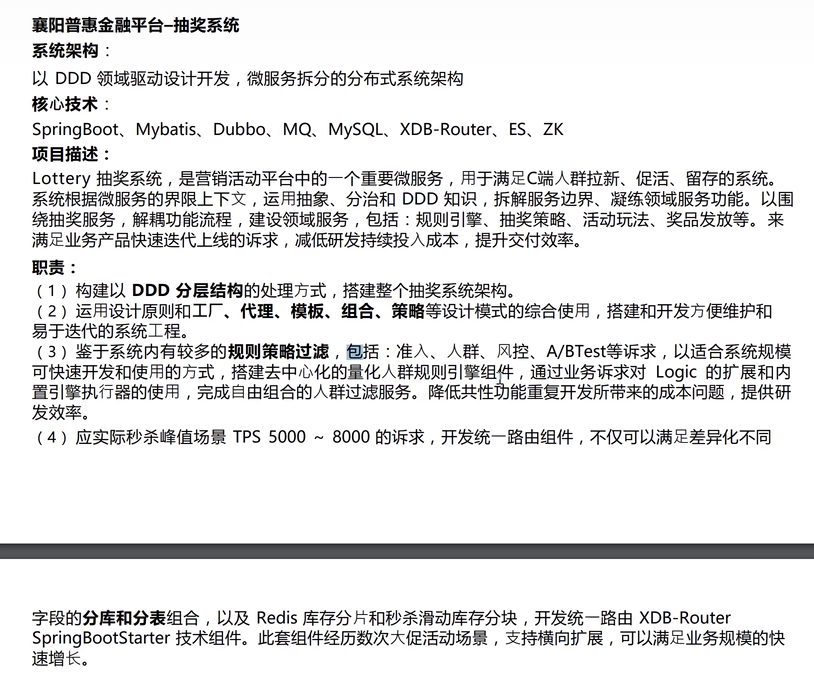 襄阳普惠金融平台–抽奖系统
系统架构：
以 DDD 领域驱动设计开发，微服务拆分的分布式系统架构
核心技术：
SpringBoot、Mybatis、Dubbo、MQ、MySQL、XDB-Router、ES、ZK
项目描述：
Lottery 抽奖系统，是营销活动平台中的一个重要微服务，用于满足C端人群拉新、促活、留存的系统。
系统根据微服务的界限上下文，运用抽象、分治和 DDD 知识，拆解服务边界、凝练领域服务功能。以围
绕抽奖服务，解耦功能流程，建设领域服务，包括：规则引擎、抽奖策略、活动玩法、奖品发放等。 来
满足业务产品快速迭代上线的诉求，减低研发持续投入成本，提升交付效率。
职责：
（1）构建以 DDD 分层结构的处理方式，搭建整个抽奖系统架构。
（2）运用设计原则和工厂、代理、模板、组合、策略等设计模式的综合使用，搭建和开发方便维护和
易于迭代的系统工程。
（3）鉴于系统内有较多的规则策略过滤，包括：准入、人群、风控、A/BTest等诉求，以适合系统规模
可快速开发和使用的方式，搭建去中心化的量化人群规则引擎组件，通过业务诉求对 Logic 的扩展和内
置引擎执行器的使用，完成自由组合的人群过滤服务。降低共性功能重复开发所带来的成本问题，提供研
发效率。
（4）应实际秒杀峰值场景 TPS 5000 ~ 8000 的诉求，开发统一路由组件，不仅可以满足差异化不同
字段的分库和分表组合，以及 Redis 库存分片和秒杀滑动库存分块，开发统一路由 XDB-Router
SpringBootStarter 技术组件。此套组件经历数次大促活动场景，支持横向扩展，可以满足业务规模的快
速增长。